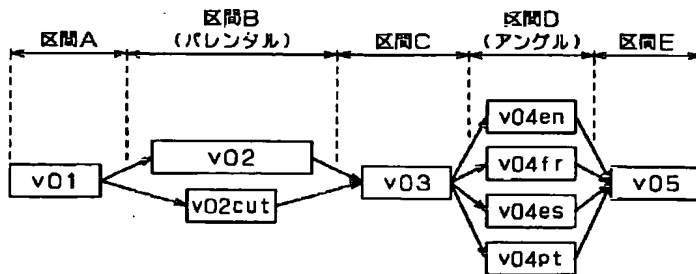 区間A
区間B
(パレンタル)
区間C
区間D
(アングル)
区間E
v01
v02
v02cut
v03
v04en
v04fr
v04es
v04pt
v05